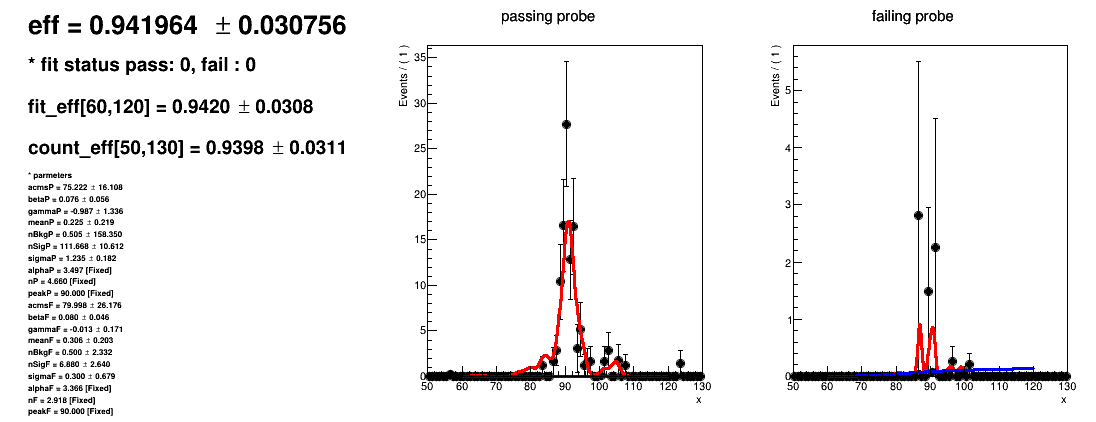 eff = 0.941964 ± 0.030756
* fit status pass: 0, fail : 0
fit_eff[60,120] = 0.9420 ± 0.0308
count_eff[50,130] = 0.9398 ± 0.0311
* parmeters
acmsP = 75.222 ± 16.108
betaP = 0.076 ± 0.056
gammaP = -0.987 ± 1.336
meanP = 0.225 ± 0.219
nBkgP = 0.505 ± 158.350
nSigP = 111.668 ± 10.612
sigmaP = 1.235 ± 0.182
alphaP = 3.497 [Fixed]
nP = 4.660 [Fixed]
peakP = 90.000 [Fixed]
acmsF = 79.998 ± 26.176
betaF = 0.080 ± 0.046
gammaF = -0.013 ± 0.171
meanF = 0.306 ± 0.203
nBkgF = 0.500 ± 2.332
nSigF = 6.880 ± 2.640
sigmaF = 0.300 ± 0.679
alphaF = 3.366 [Fixed]
nF = 2.918 [Fixed]
peakF = 90.000 [Fixed]
passing probe
Events / ( 1 )
35
30
25
20
15
10
5
0
50 60 70 80 90 100 110 120 130
x
failing probe
Events / ( 1 )
5
4
3
2
1
0
50 60 70 80 90 100 110 120 130
x